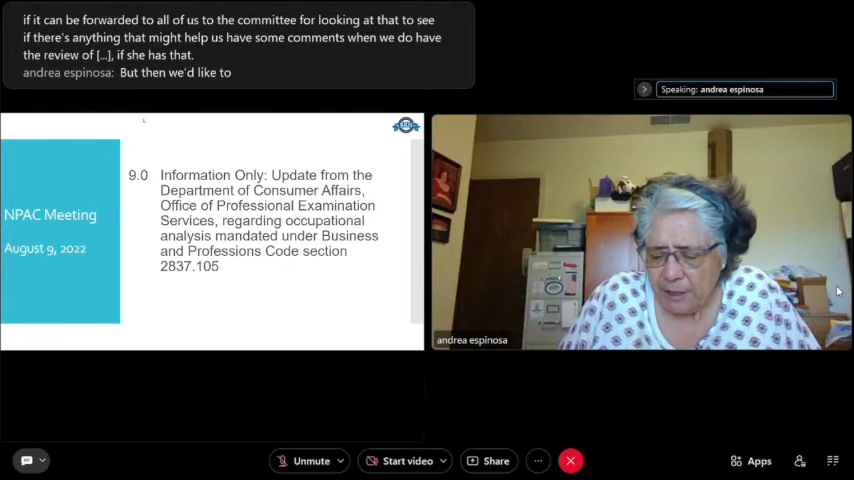 if it can be forwarded to all of us to the committee for looking at that to see
if there's anything that might help us have some comments when we do have
the review of [...], if she has that.
andrea espinosa: But then we'd like to
Speaking: andrea espinosa
NPAC Meeting
August 9, 2022
9.0 Information Only: Update from the
Department of Consumer Affairs,
Office of Professional Examination
Services, regarding occupational
analysis mandated under Business
and Professions Code section
2837.105
andrea espinosa
Unmute
Start video
Share
Apps